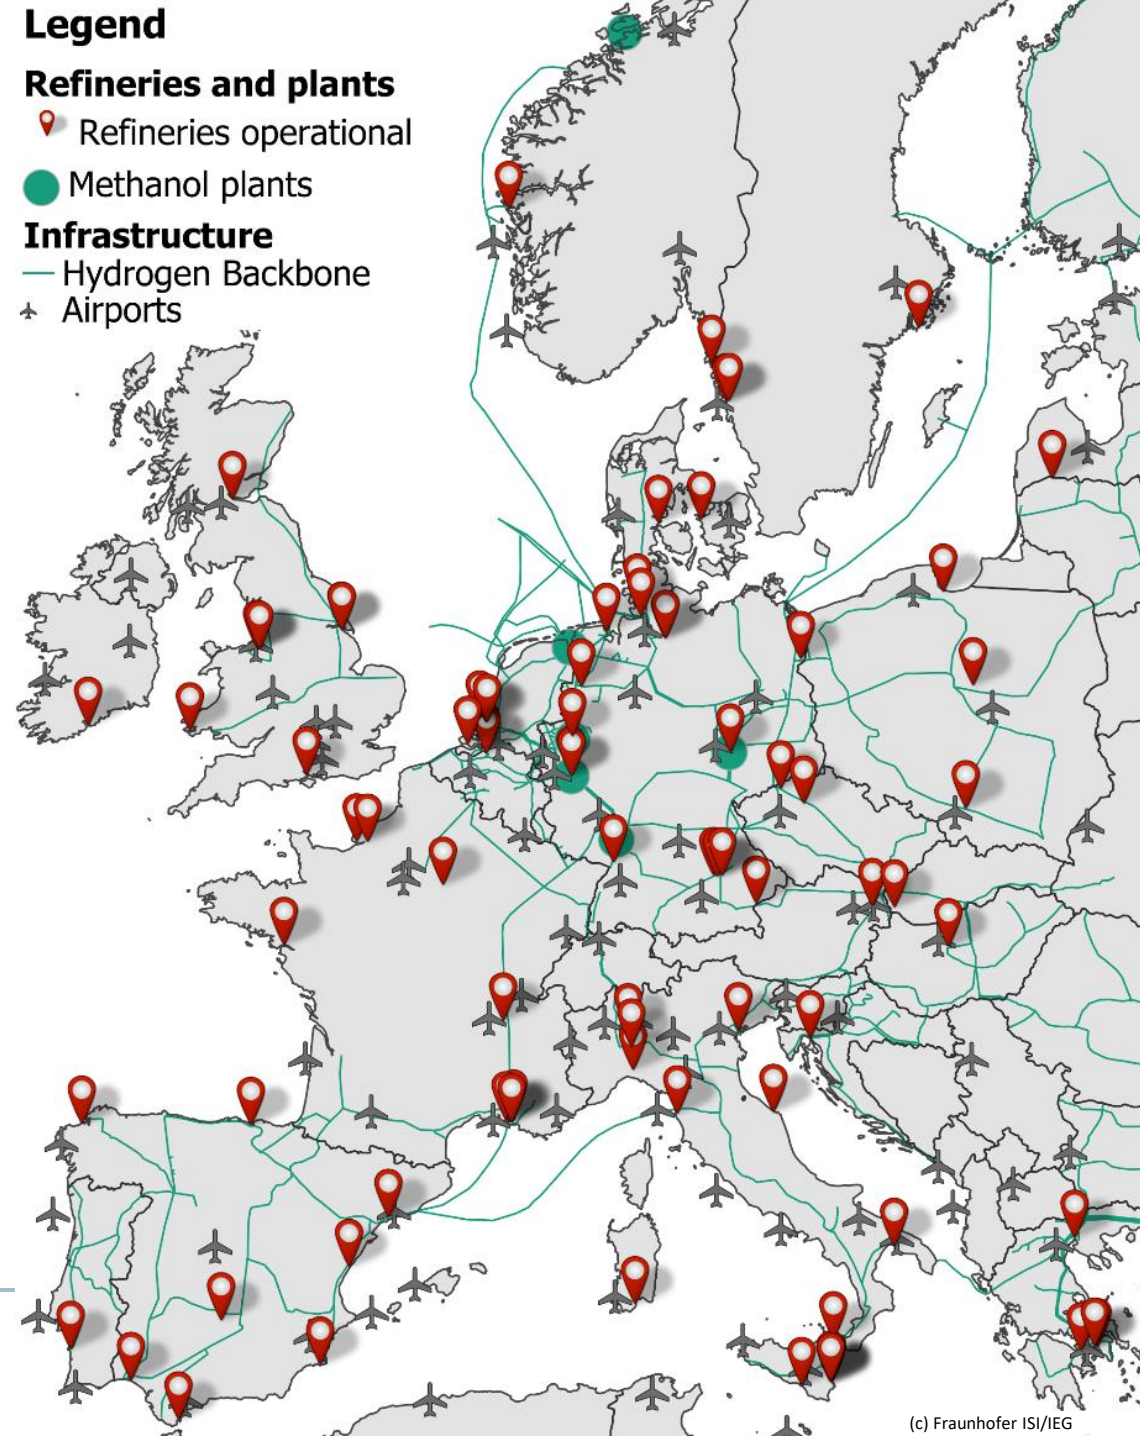 Legend
Refineries and plants
Refineries operational
Methanol plants
Infrastructure
Hydrogen Backbone
Airports
(c) Fraunhofer ISI/IEG